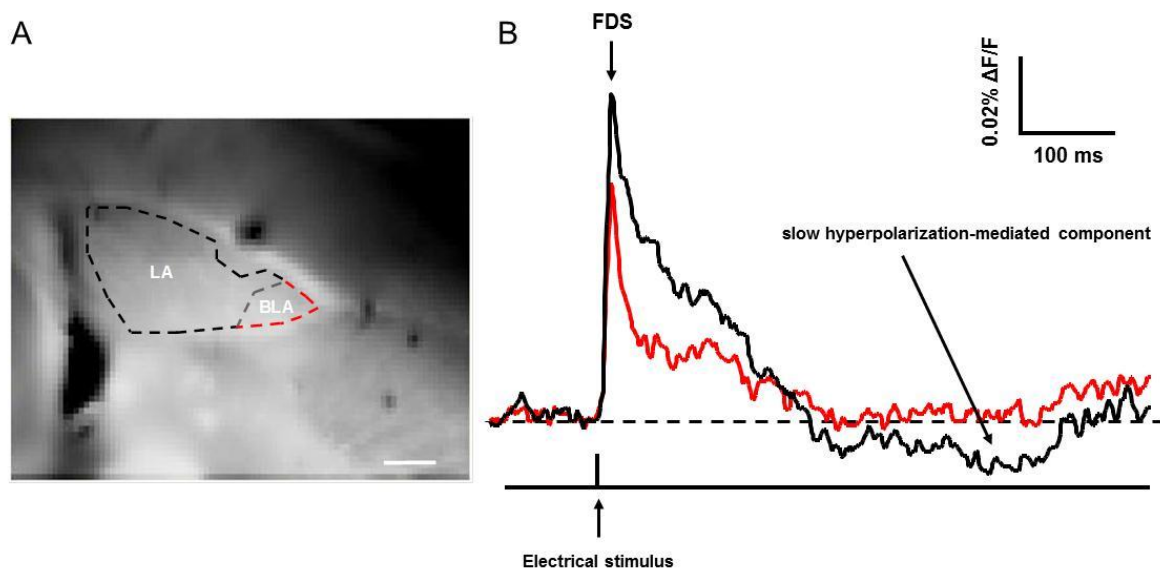 A
B
FDS
0.02% ΔF/F
100 ms
slow hyperpolarization-mediated component
LA
BLA
Electrical stimulus